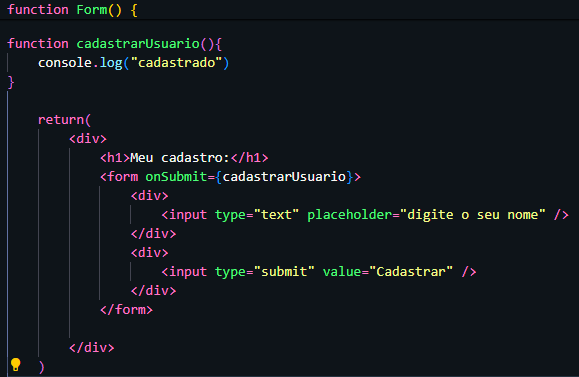 function Form() {
function cadastrarUsuario(){
console.log("cadastrado")
}
return(
<div>
<h1>Meu cadastro:</h1>
<form onSubmit={cadastrarUsuario}>
<div>
<input type="text" placeholder="digite o seu nome" />
</div>
<div>
<input type="submit" value="Cadastrar" />
</div>
</form>
</div>
)